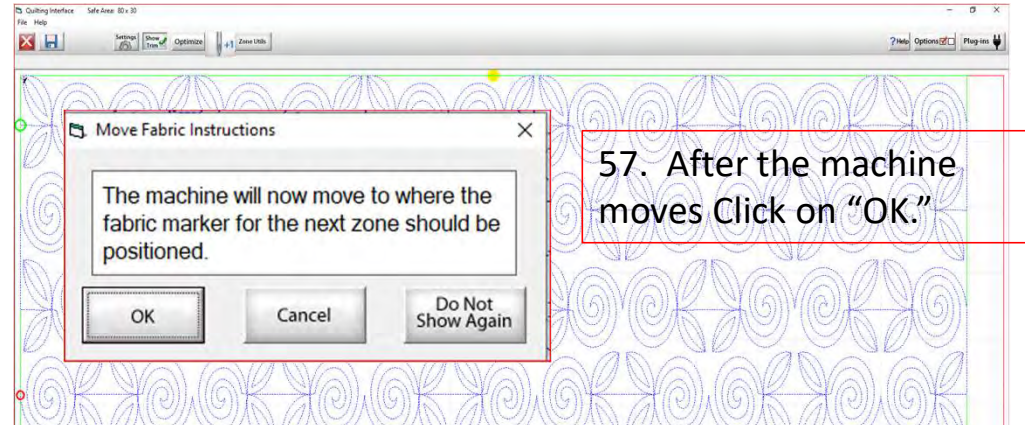 Quilting Interface Safe Area: 80 x 30
File Help
Settings Show Trim Optimize +1 Zone Utils ?Help Options Plug-ins
Y
Move Fabric Instructions
The machine will now move to where the
fabric marker for the next zone should be
positioned.
OK Cancel Do Not
Show Again
57. After the machine
moves Click on “OK.”